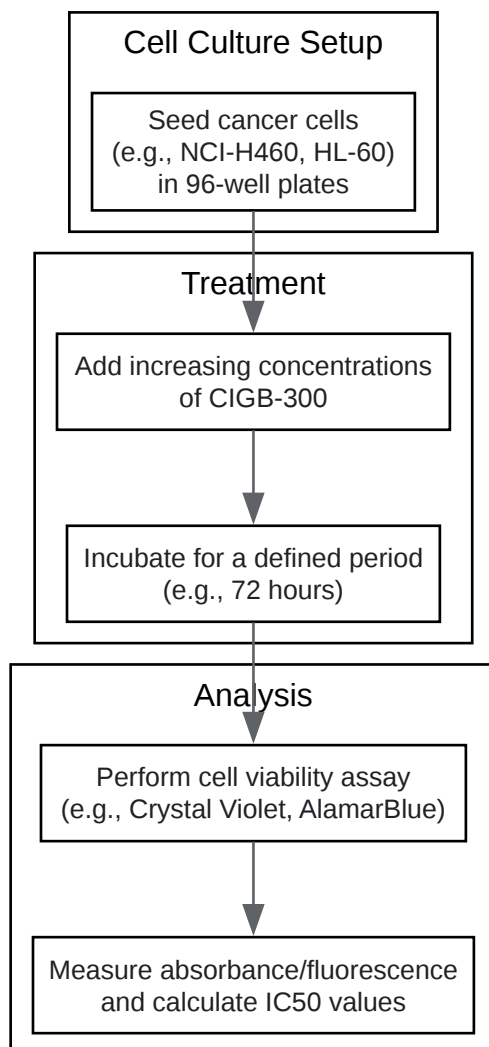 Cell Culture Setup
Seed cancer cells
(e.g., NCI-H460, HL-60)
in 96-well plates
Treatment
Add increasing concentrations
of CIGB-300
Incubate for a defined period
(e.g., 72 hours)
Analysis
Perform cell viability assay
(e.g., Crystal Violet, AlamarBlue)
Measure absorbance/fluorescence
and calculate IC50 values